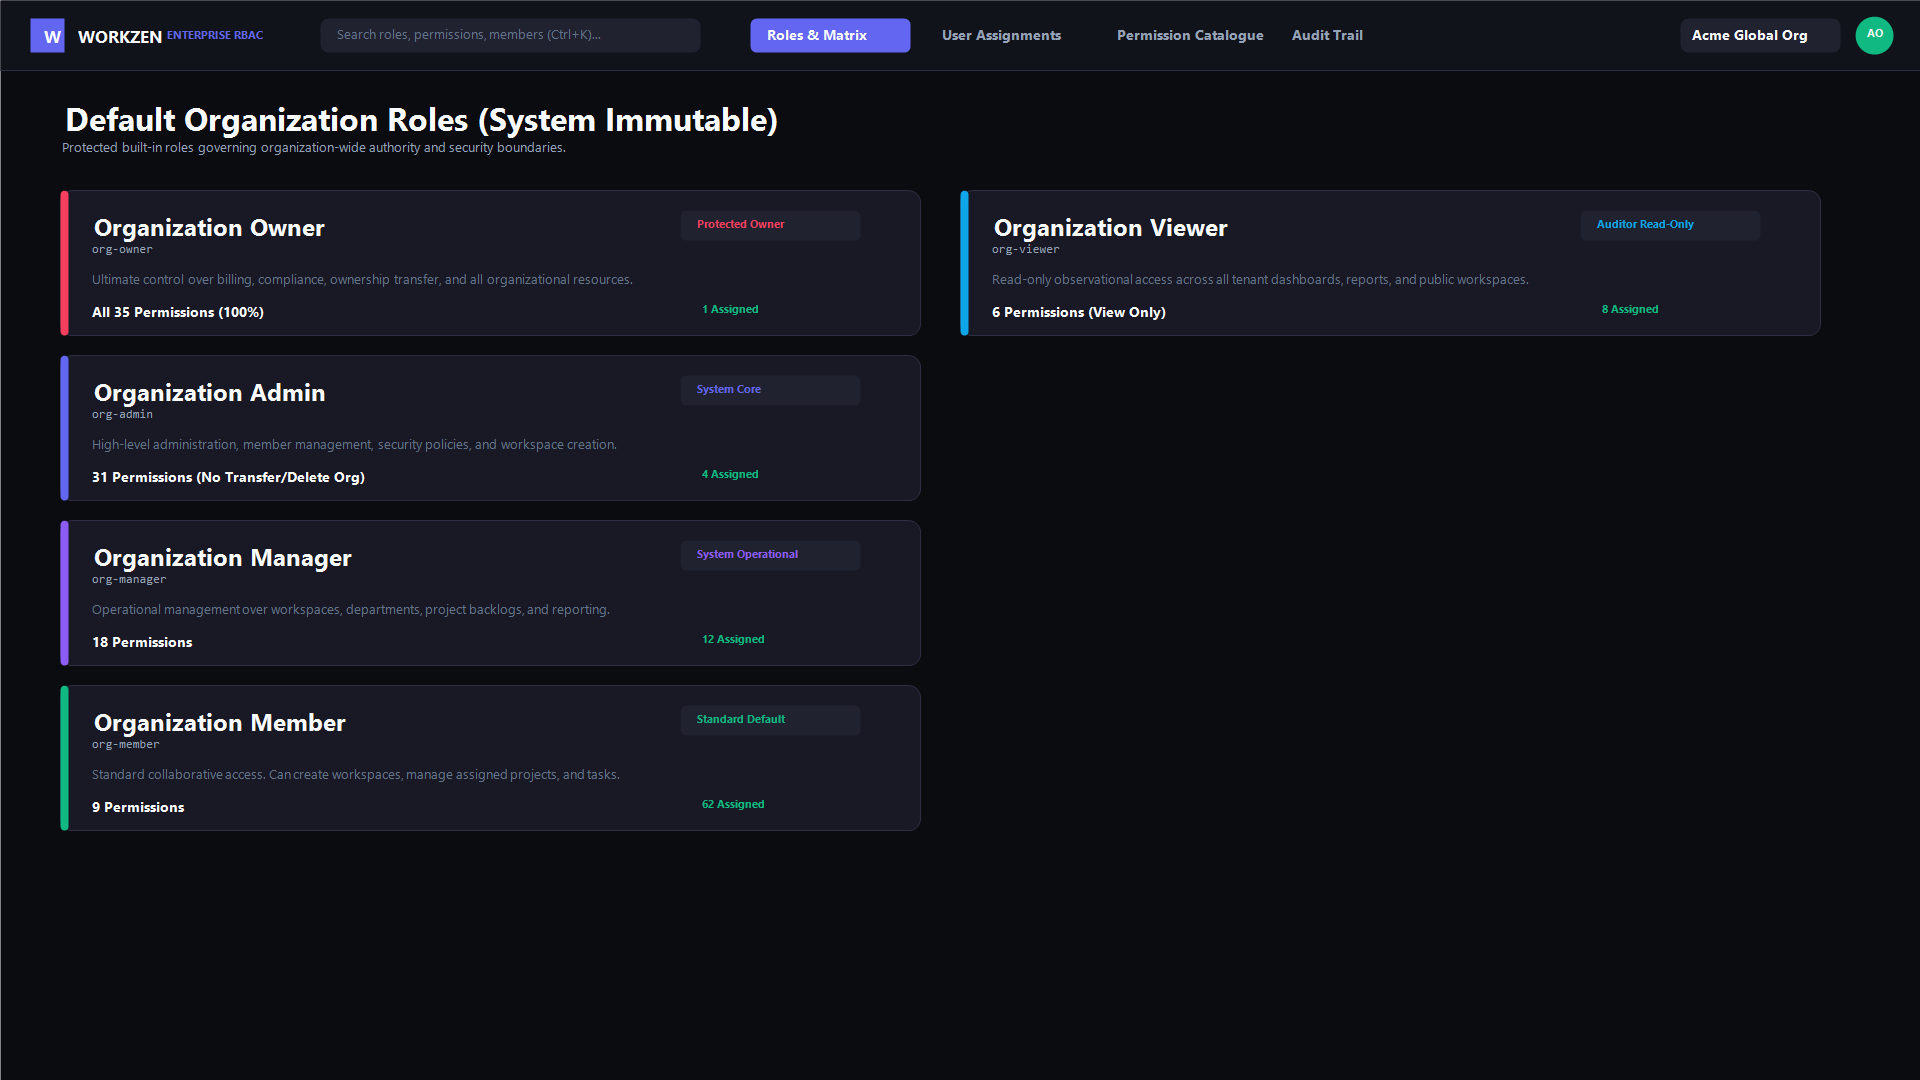 W WORKZEN ENTERPRISE RBAC
Search roles, permissions, members (Ctrl+K)...
Roles & Matrix
User Assignments
Permission Catalogue
Audit Trail
Acme Global Org
AO
Default Organization Roles (System Immutable)
Protected built-in roles governing organization-wide authority and security boundaries.
Organization Owner
Protected Owner
org-owner
Ultimate control over billing, compliance, ownership transfer, and all organizational resources.
All 35 Permissions (100%)
1 Assigned
Organization Admin
System Core
org-admin
High-level administration, member management, security policies, and workspace creation.
31 Permissions (No Transfer/Delete Org)
4 Assigned
Organization Manager
System Operational
org-manager
Operational management over workspaces, departments, project backlogs, and reporting.
18 Permissions
12 Assigned
Organization Member
Standard Default
org-member
Standard collaborative access. Can create workspaces, manage assigned projects, and tasks.
9 Permissions
62 Assigned
Organization Viewer
Auditor Read-Only
org-viewer
Read-only observational access across all tenant dashboards, reports, and public workspaces.
6 Permissions (View Only)
8 Assigned